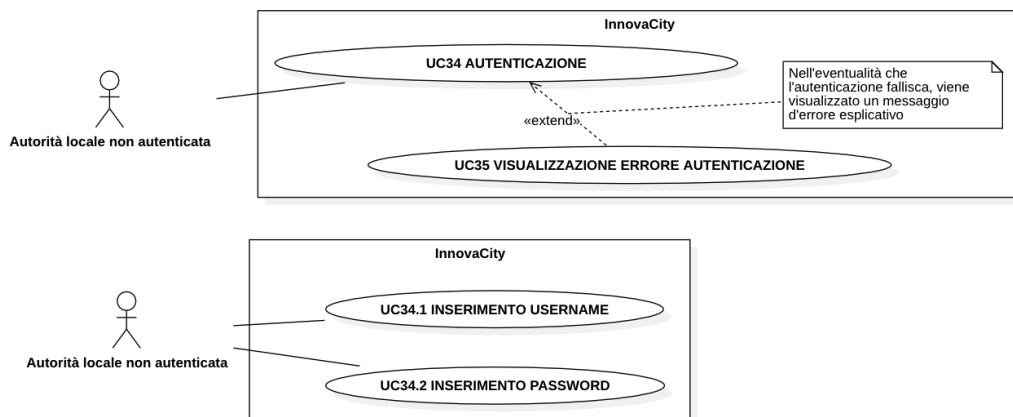 InnovaCity
UC34 AUTENTICAZIONE
Nell'eventualità che
l'autenticazione fallisca, viene
visualizzato un messaggio
d'errore esplicativo
«extend»
Autorità locale non autenticata
UC35 VISUALIZZAZIONE ERRORE AUTENTICAZIONE
InnovaCity
UC34.1 INSERIMENTO USERNAME
Autorità locale non autenticata
UC34.2 INSERIMENTO PASSWORD